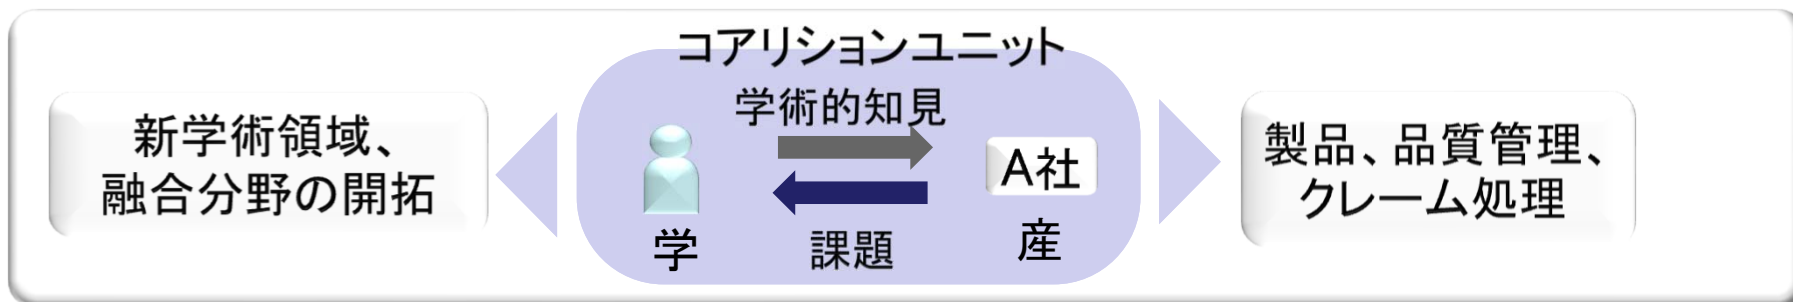 コアリションユニット
新学術領域、
融合分野の開拓
学術的知見
A社
学
課題
産
製品、品質管理、
クレーム処理